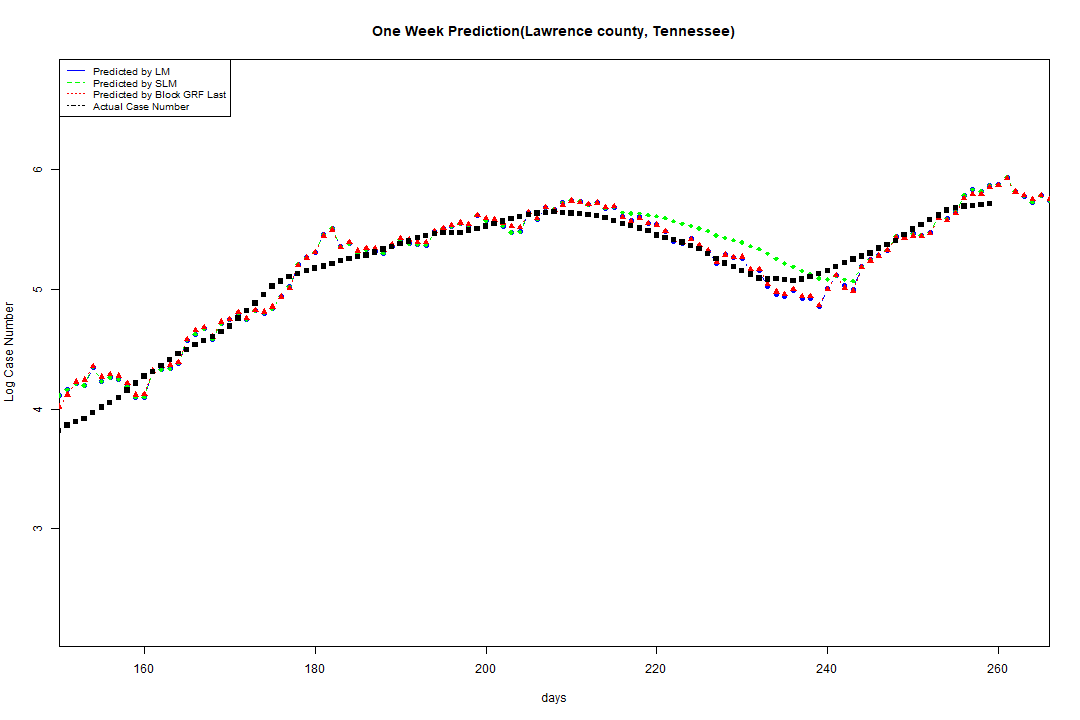 One Week Prediction(Lawrence county, Tennessee)
Predicted by LM
Predicted by SLM
Predicted by Block GRF Last
Actual Case Number
6
5
4
3
Log Case Number
160
180
200
220
240
260
days